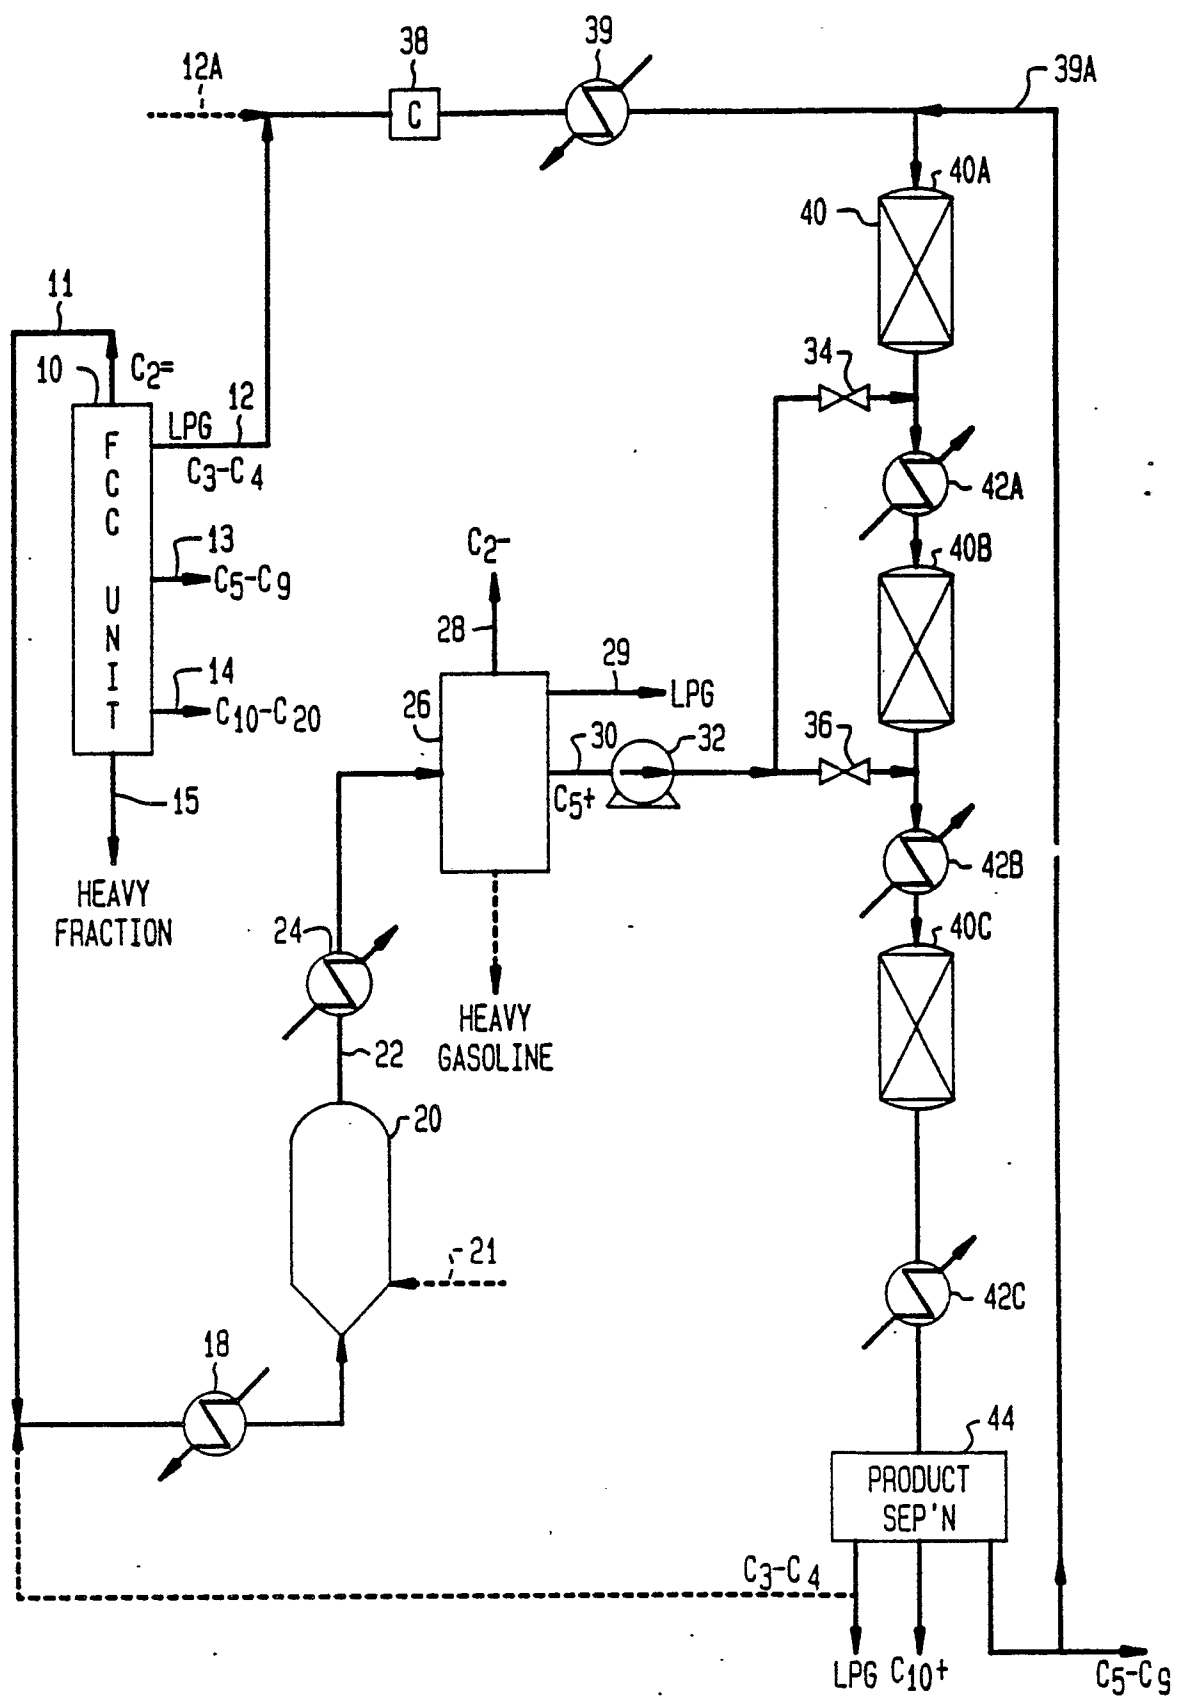 39
38
12A
39A
C
40A
40
11
34
10
C2=
12
LPG
C3-C4
FCC UNIT
42A
13
C2-
40B
C5-C9
28
29
14
LPG
26
C10-C20
30
32
36
15
C5+
42B
HEAVY
FRACTION
24
40C
HEAVY
GASOLINE
22
20
21
42C
18
44
PRODUCT
SEP'N
C3-C4
LPG
C10+
C5-C9